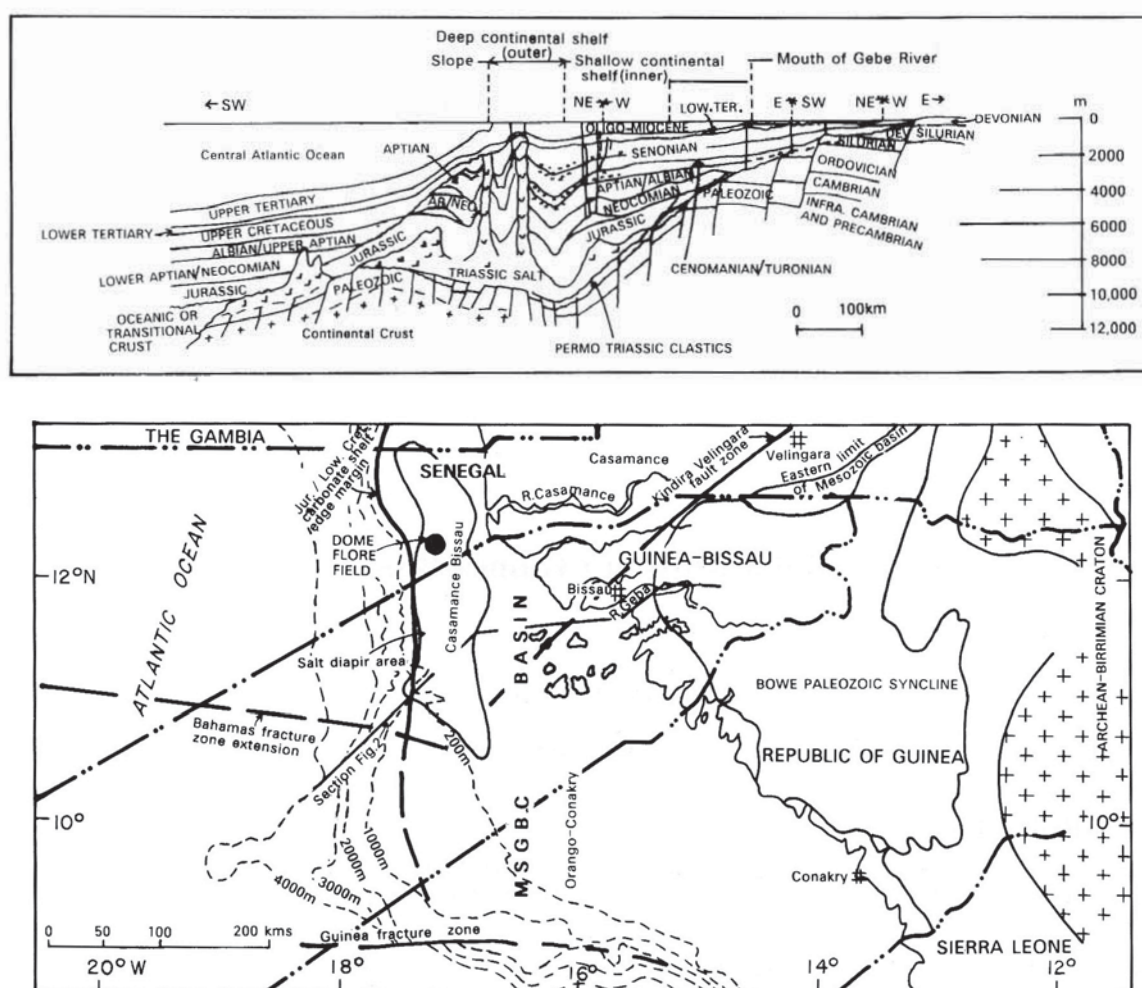 Deep continental shelf
(outer)
Slope
Shallow continental
shelf(inner)
Mouth of Gebe River
←SW
NE
W
E
SW
NE
W
E→
m
LOW.TER.
DEVONIAN
0
OLIGO-MIOCENE
DEV
SILURIAN
SILURIAN
Central Atlantic Ocean
APTIAN
SENONIAN
2000
ORDOVICIAN
APTIAN/ALBIAN
PALEOZOIC
CAMBRIAN
4000
NEOCOMIAN
INFRA. CAMBRIAN
AND PRECAMBRIAN
UPPER TERTIARY
6000
LOWER TERTIARY
UPPER CRETACEOUS
JURASSIC
ALBIAN/UPPER APTIAN
JURASSIC
8000
LOWER APTIAN/NEOCOMIAN
TRIASSIC SALT
CENOMANIAN/TURONIAN
JURASSIC
PALEOZOIC
10,000
OCEANIC OR
TRANSITIONAL
CRUST
Continental Crust
0 100km
12,000
PERMO TRIASSIC CLASTICS
THE GAMBIA
Jur./Low. Cret.
carbonate shelf
edge margin
SENEGAL
Casamance
Kindira Velingara
fault zone
Velingara
Eastern limit
of Mesozoic basin
R.Casamance
ATLANTIC OCEAN
DOME
FLORE
FIELD
Casamance Bissau
GUINEA-BISSAU
12°N
Bissau
R.Geba
ARCHEAN-BIRRIMIAN CRATON
Salt diapir area
BASIN
BOWE PALEOZOIC SYNCLINE
Bahamas fracture
zone extension
Section Fig.2
200m
REPUBLIC OF GUINEA
10°
M.S.G.B.C
Orango-Conakry
10°
1000m
2000m
3000m
4000m
Conakry
0 50 100 200 kms
Guinea fracture zone
SIERRA LEONE
20°W
18°
16°
14°
12°